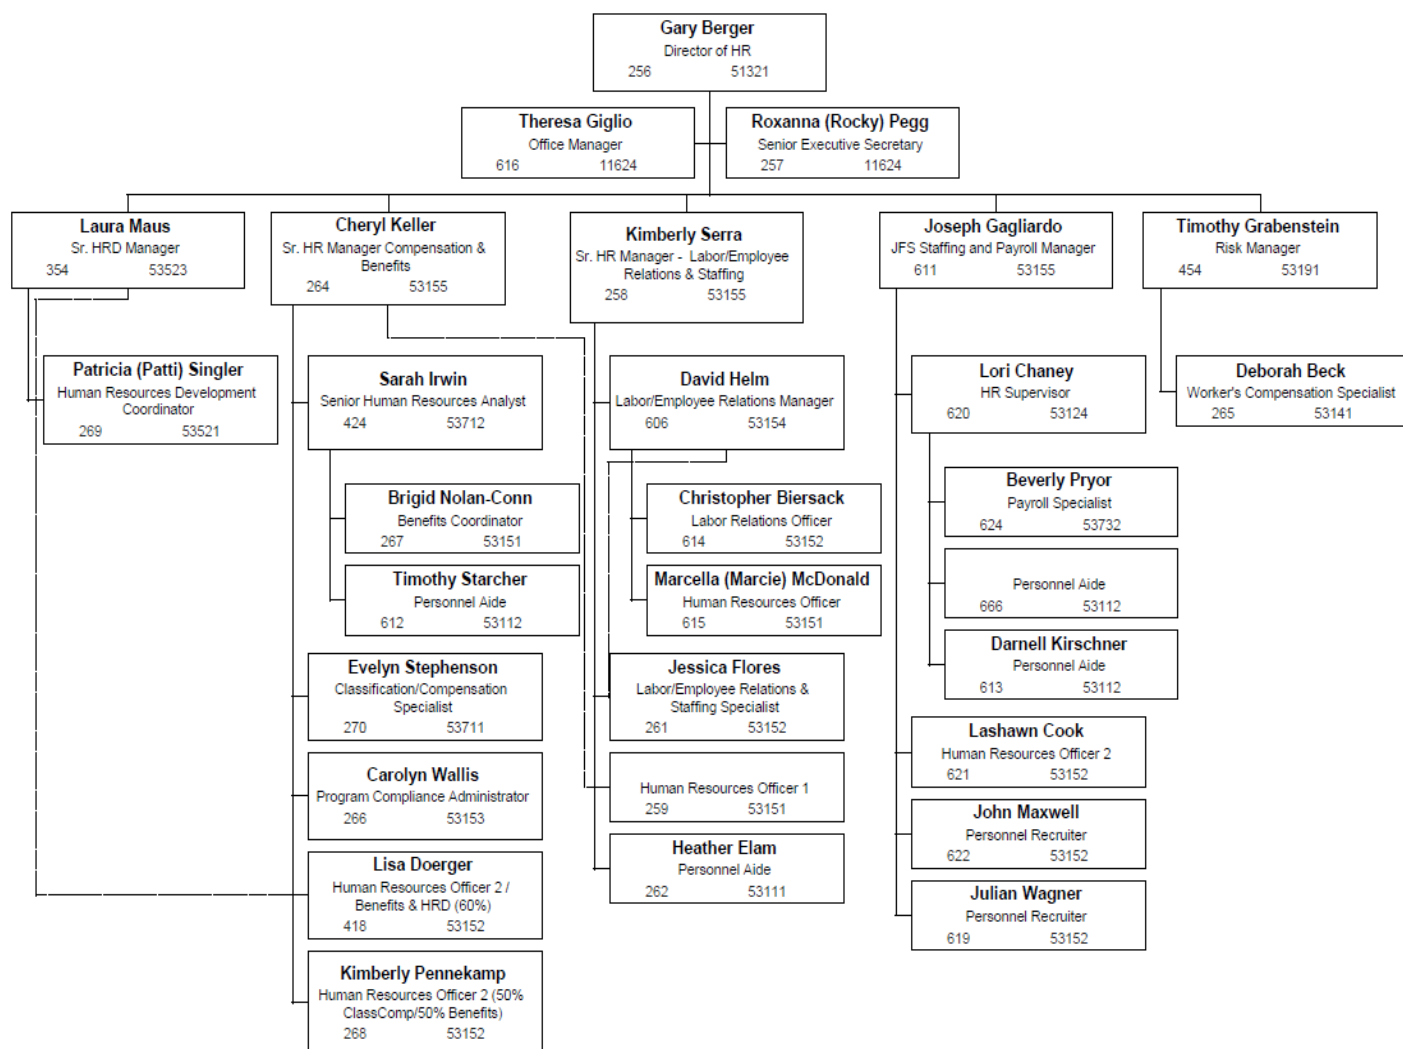 Gary Berger
Director of HR
256 51321
Theresa Giglio
Office Manager
616 11624
Roxanna (Rocky) Pegg
Senior Executive Secretary
257 11624
Laura Maus
Sr. HRD Manager
354 53523
Cheryl Keller
Sr. HR Manager Compensation &
Benefits
264 53155
Kimberly Serra
Sr. HR Manager - Labor/Employee
Relations & Staffing
258 53155
Joseph Gagliardo
JFS Staffing and Payroll Manager
611 53155
Timothy Grabenstein
Risk Manager
454 53191
Patricia (Patti) Singler
Human Resources Development
Coordinator
269 53521
Sarah Irwin
Senior Human Resources Analyst
424 53712
Brigid Nolan-Conn
Benefits Coordinator
267 53151
Timothy Starcher
Personnel Aide
612 53112
Evelyn Stephenson
Classification/Compensation
Specialist
270 53711
Carolyn Wallis
Program Compliance Administrator
266 53153
Lisa Doerger
Human Resources Officer 2 /
Benefits & HRD (60%)
418 53152
Kimberly Pennekamp
Human Resources Officer 2 (50%
ClassComp/50% Benefits)
268 53152
David Helm
Labor/Employee Relations Manager
606 53154
Christopher Biersack
Labor Relations Officer
614 53152
Marcella (Marcie) McDonald
Human Resources Officer
615 53151
Jessica Flores
Labor/Employee Relations &
Staffing Specialist
261 53152
Human Resources Officer 1
259 53151
Heather Elam
Personnel Aide
262 53111
Lori Chaney
HR Supervisor
620 53124
Beverly Pryor
Payroll Specialist
624 53732
Personnel Aide
666 53112
Darnell Kirschner
Personnel Aide
613 53112
Lashawn Cook
Human Resources Officer 2
621 53152
John Maxwell
Personnel Recruiter
622 53152
Julian Wagner
Personnel Recruiter
619 53152
Deborah Beck
Worker's Compensation Specialist
265 53141